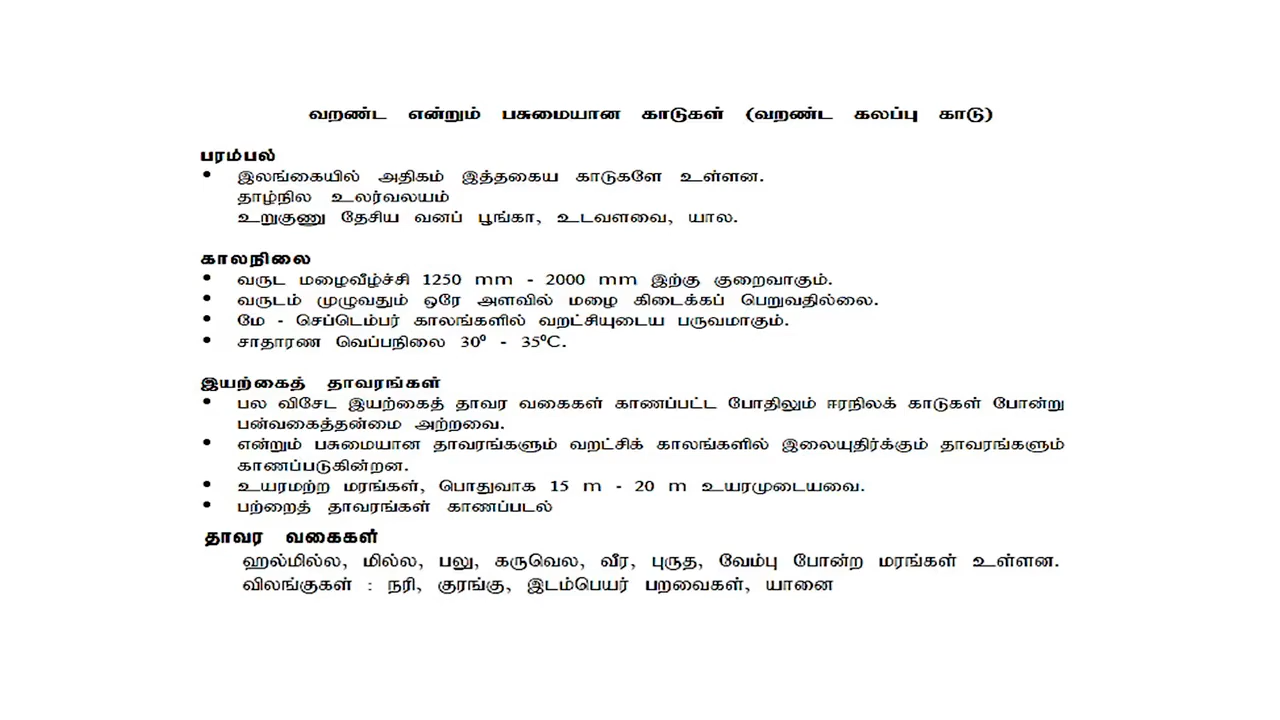 வறண்ட என்றும் பசுமையான காடுகள் (வறண்ட கலப்பு காடு)
பரம்பல்
• இலங்கையில் அதிகம் இத்தகைய காடுகளே உள்ளன.
தாழ்நில உலர்வலயம்
உறுகுணு தேசிய வனப் பூங்கா, உடவளவை, யால.
காலநிலை
• வருட மழைவீழ்ச்சி 1250 mm - 2000 mm இற்கு குறைவாகும்.
• வருடம் முழுவதும் ஒரே அளவில் மழை கிடைக்கப் பெறுவதில்லை.
• மே - செப்டெம்பர் காலங்களில் வறட்சியுடைய பருவமாகும்.
• சாதாரண வெப்பநிலை 30⁰ - 35⁰C.
இயற்கைத் தாவரங்கள்
• பல விசேட இயற்கைத் தாவர வகைகள் காணப்பட்ட போதிலும் ஈரநிலக் காடுகள் போன்று
பன்வகைத்தன்மை அற்றவை.
• என்றும் பசுமையான தாவரங்களும் வறட்சிக் காலங்களில் இலையுதிர்க்கும் தாவரங்களும்
காணப்படுகின்றன.
• உயரமற்ற மரங்கள், பொதுவாக 15 m - 20 m உயரமுடையவை.
• பற்றைத் தாவரங்கள் காணப்படல்
தாவர வகைகள்
ஹல்மில்ல, மில்ல, பலு, கருவெல, வீர, புருத, வேம்பு போன்ற மரங்கள் உள்ளன.
விலங்குகள் : நரி, குரங்கு, இடம்பெயர் பறவைகள், யானை